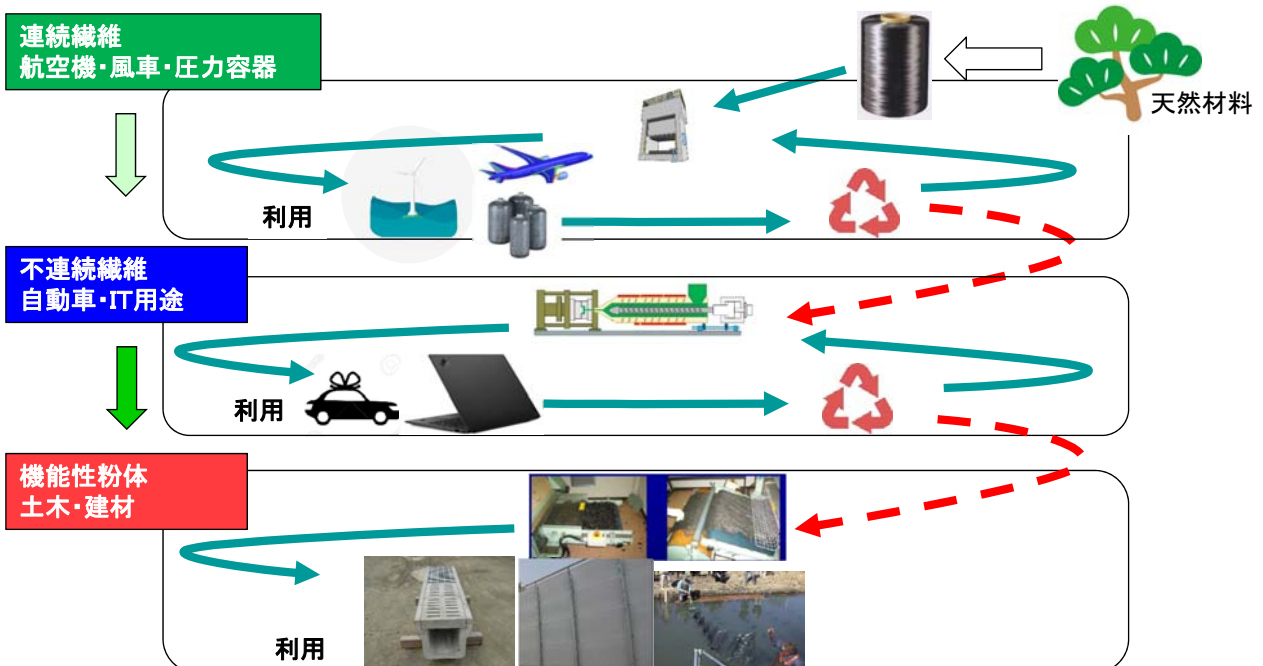 連続繊維
航空機・風車・圧力容器
天然材料
利用
不連続繊維
自動車・IT用途
利用
機能性粉体
土木・建材
利用